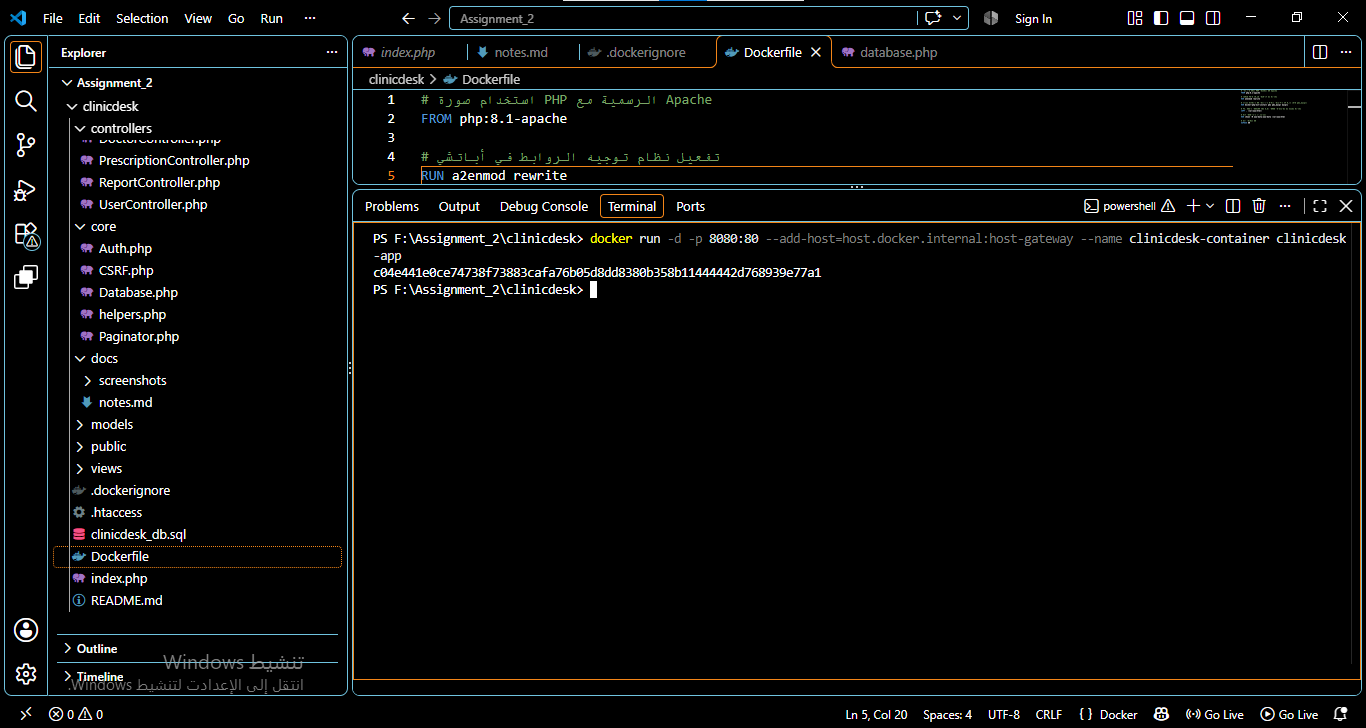 File Edit Selection View Go Run ···
Assignment_2
Sign In
Explorer
Assignment_2
clinicdesk
controllers
DoctorController.php
PrescriptionController.php
ReportController.php
UserController.php
core
Auth.php
CSRF.php
Database.php
helpers.php
Paginator.php
docs
screenshots
notes.md
models
public
views
.dockerignore
.htaccess
clinicdesk_db.sql
Dockerfile
index.php
README.md
Outline
Timeline
index.php notes.md .dockerignore Dockerfile database.php
clinicdesk > Dockerfile
1 # استخدام صورة PHP الرسمية مع Apache
2 FROM php:8.1-apache
3
4 # تفعيل نظام توجيه الروابط في أباتشي
5 RUN a2enmod rewrite
Problems Output Debug Console Terminal Ports
powershell
PS F:\Assignment_2\clinicdesk> docker run -d -p 8080:80 --add-host=host.docker.internal:host-gateway --name clinicdesk-container clinicdesk
-app
c04e441e0ce74738f73883cafa76b05d8dd8380b358b11444442d768939e77a1
PS F:\Assignment_2\clinicdesk>
تنشيط Windows
انتقل إلى الإعدادت لتنشيط Windows.
0 0
Ln 5, Col 20 Spaces: 4 UTF-8 CRLF { } Docker Go Live Go Live